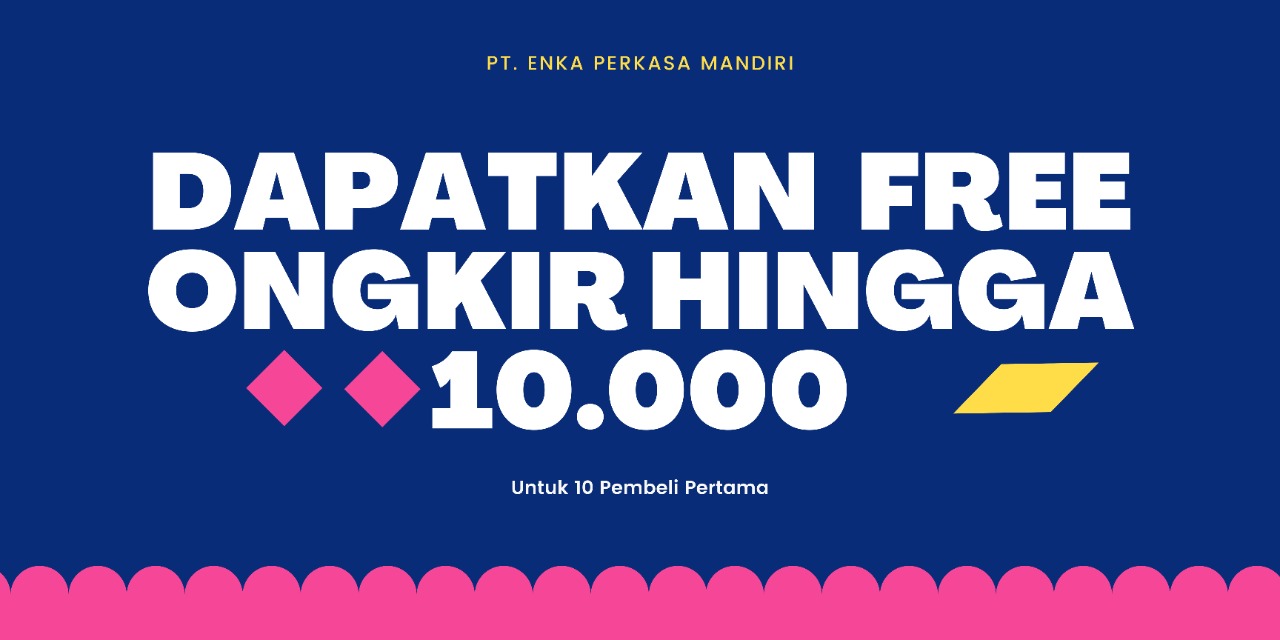 PT. ENKA PERKASA MANDIRI
DAPATKAN FREE
ONGKIR HINGGA
10.000
Untuk 10 Pembeli Pertama